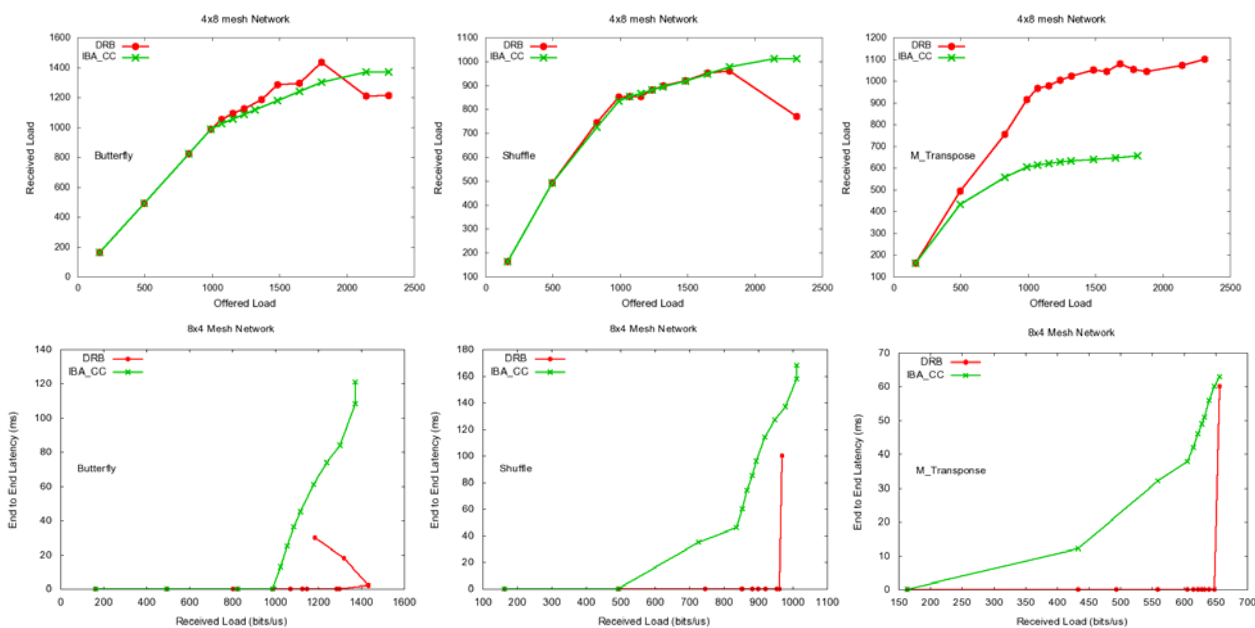 4x8 mesh Network
DRB
IBA_CC
1600
1400
1200
1000
800
600
400
200
0
Butterfly
Received Load
0 500 1000 1500 2000 2500
Offered Load
4x8 mesh Network
DRB
IBA_CC
1100
1000
900
800
700
600
500
400
300
200
100
Shuffle
Received Load
0 500 1000 1500 2000 2500
Offered Load
4x8 mesh Network
DRB
IBA_CC
1200
1100
1000
900
800
700
600
500
400
300
200
100
M_Transpose
Received Load
0 500 1000 1500 2000 2500
Offered Load
8x4 Mesh Network
DRB
IBA_CC
140
120
100
80
60
40
20
0
Butterfly
End to End Latency (ms)
0 200 400 600 800 1000 1200 1400 1600
Received Load (bits/us)
8x4 Mesh Network
DRB
IBA_CC
180
160
140
120
100
80
60
40
20
0
Shuffle
End to End Latency (ms)
100 200 300 400 500 600 700 800 900 1000 1100
Received Load (bits/us)
8x4 Mesh Network
DRB
IBA_CC
70
60
50
40
30
20
10
0
M_Transponse
End to End Latency (ms)
150 200 250 300 350 400 450 500 550 600 650 700
Received Load (bits/us)